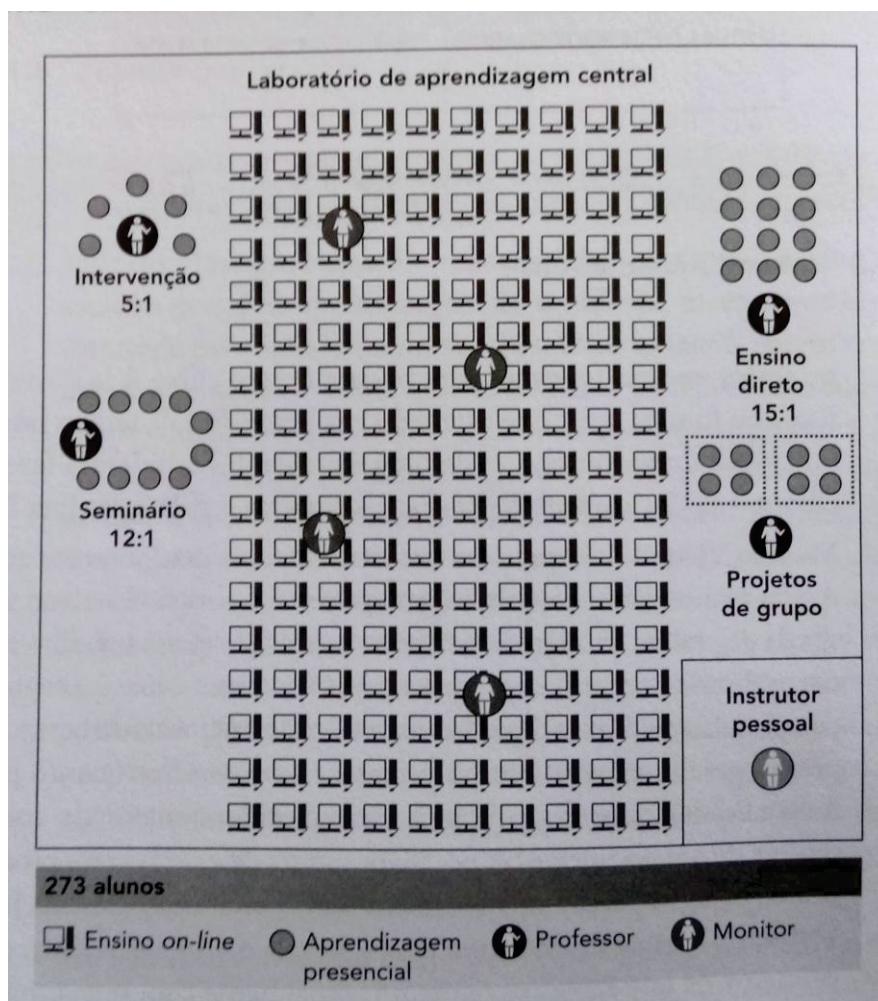 Laboratório de aprendizagem central
Intervenção
5:1
Seminário
12:1
Ensino
direto
15:1
Projetos
de grupo
Instrutor
pessoal
273 alunos
Ensino on-line
Aprendizagem
presencial
Professor
Monitor